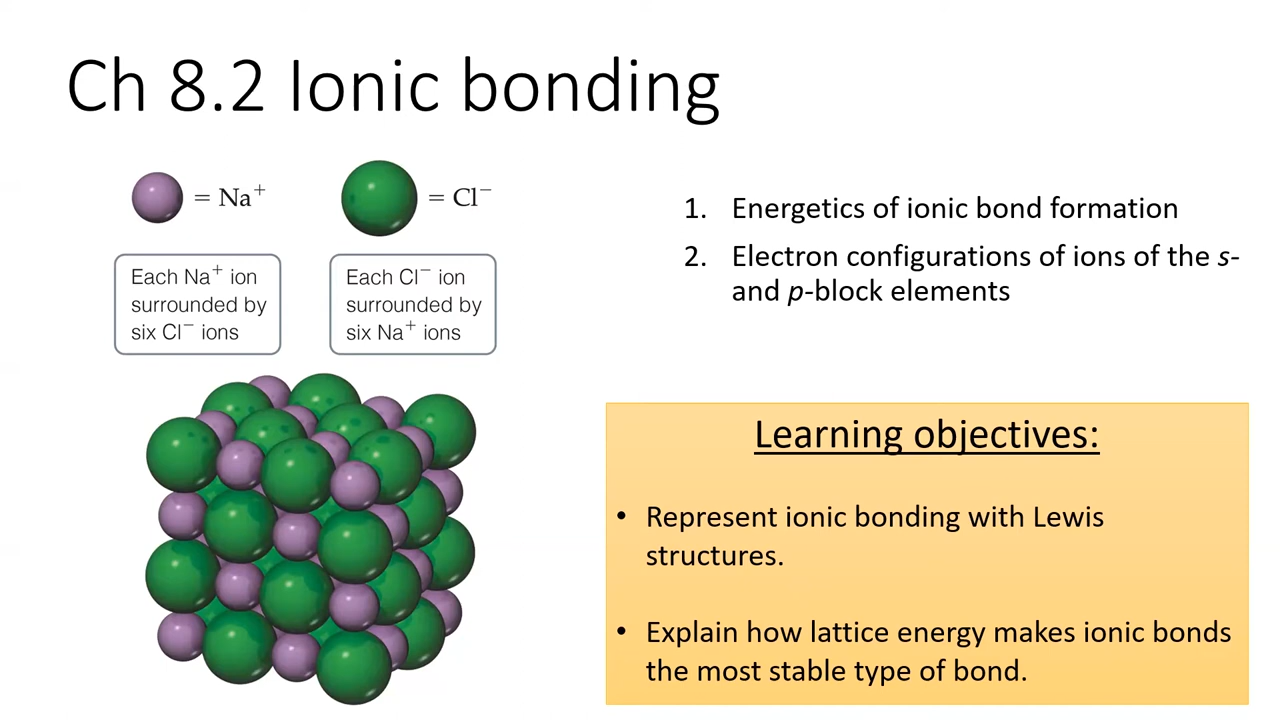 Ch 8.2 Ionic bonding
= Na⁺
= Cl⁻
Each Na⁺ ion
surrounded by
six Cl⁻ ions
Each Cl⁻ ion
surrounded by
six Na⁺ ions
1. Energetics of ionic bond formation
2. Electron configurations of ions of the s-
and p-block elements
Learning objectives:
• Represent ionic bonding with Lewis
structures.
• Explain how lattice energy makes ionic bonds
the most stable type of bond.